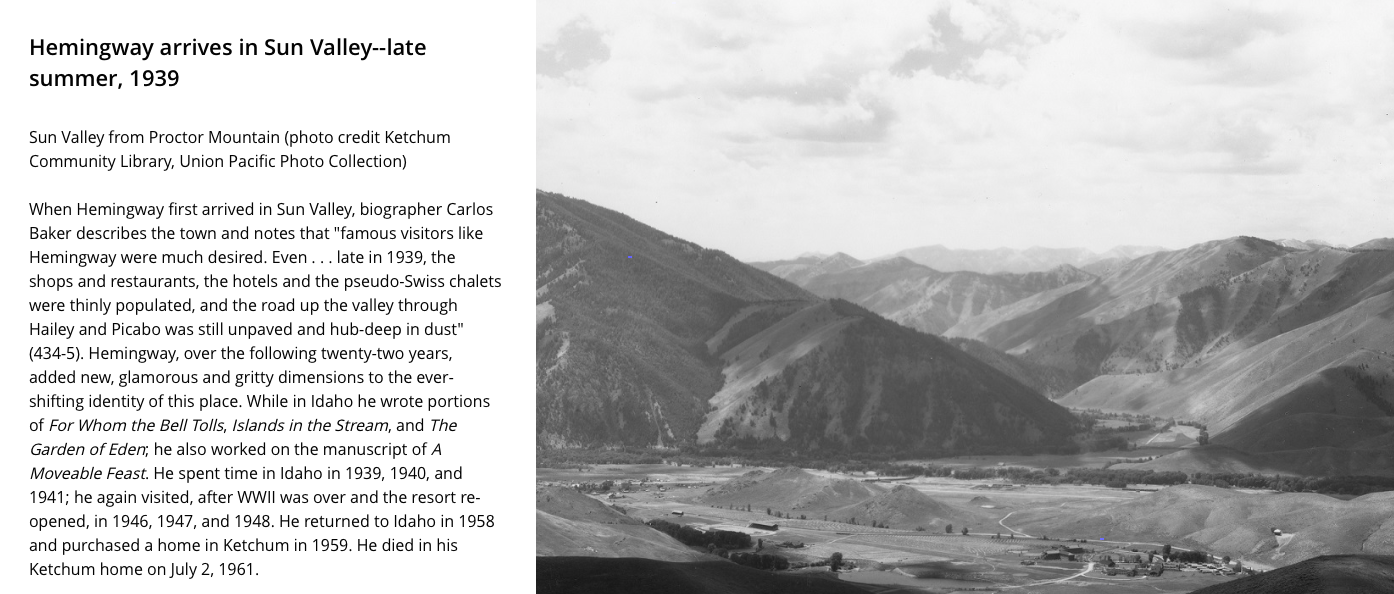 Hemingway arrives in Sun Valley--late
summer, 1939
Sun Valley from Proctor Mountain (photo credit Ketchum
Community Library, Union Pacific Photo Collection)
When Hemingway first arrived in Sun Valley, biographer Carlos
Baker describes the town and notes that "famous visitors like
Hemingway were much desired. Even . . . late in 1939, the
shops and restaurants, the hotels and the pseudo-Swiss chalets
were thinly populated, and the road up the valley through
Hailey and Picabo was still unpaved and hub-deep in dust"
(434-5). Hemingway, over the following twenty-two years,
added new, glamorous and gritty dimensions to the ever-
shifting identity of this place. While in Idaho he wrote portions
of For Whom the Bell Tolls, Islands in the Stream, and The
Garden of Eden; he also worked on the manuscript of A
Moveable Feast. He spent time in Idaho in 1939, 1940, and
1941; he again visited, after WWII was over and the resort re-
opened, in 1946, 1947, and 1948. He returned to Idaho in 1958
and purchased a home in Ketchum in 1959. He died in his
Ketchum home on July 2, 1961.